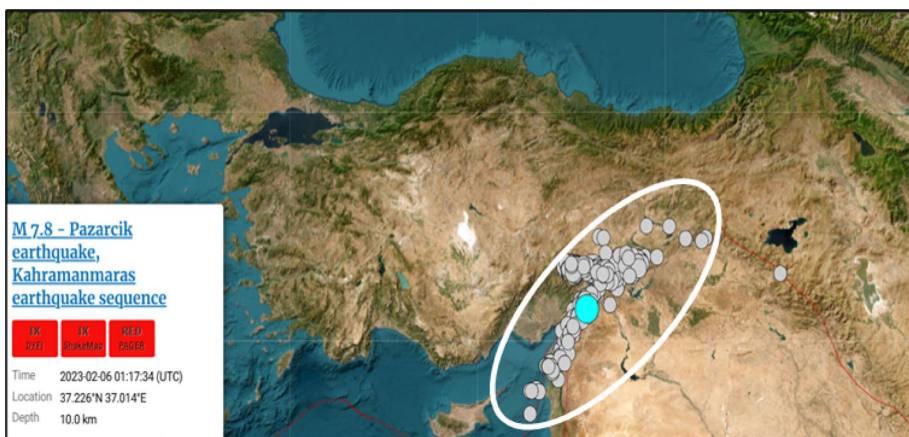 M 7.8 - Pazarcik
earthquake,
Kahramanmaras
earthquake sequence
IX IX RED
DYFI ShakeMap PAGER
Time 2023-02-06 01:17:34 (UTC)
Location 37.226°N 37.014°E
Depth 10.0 km